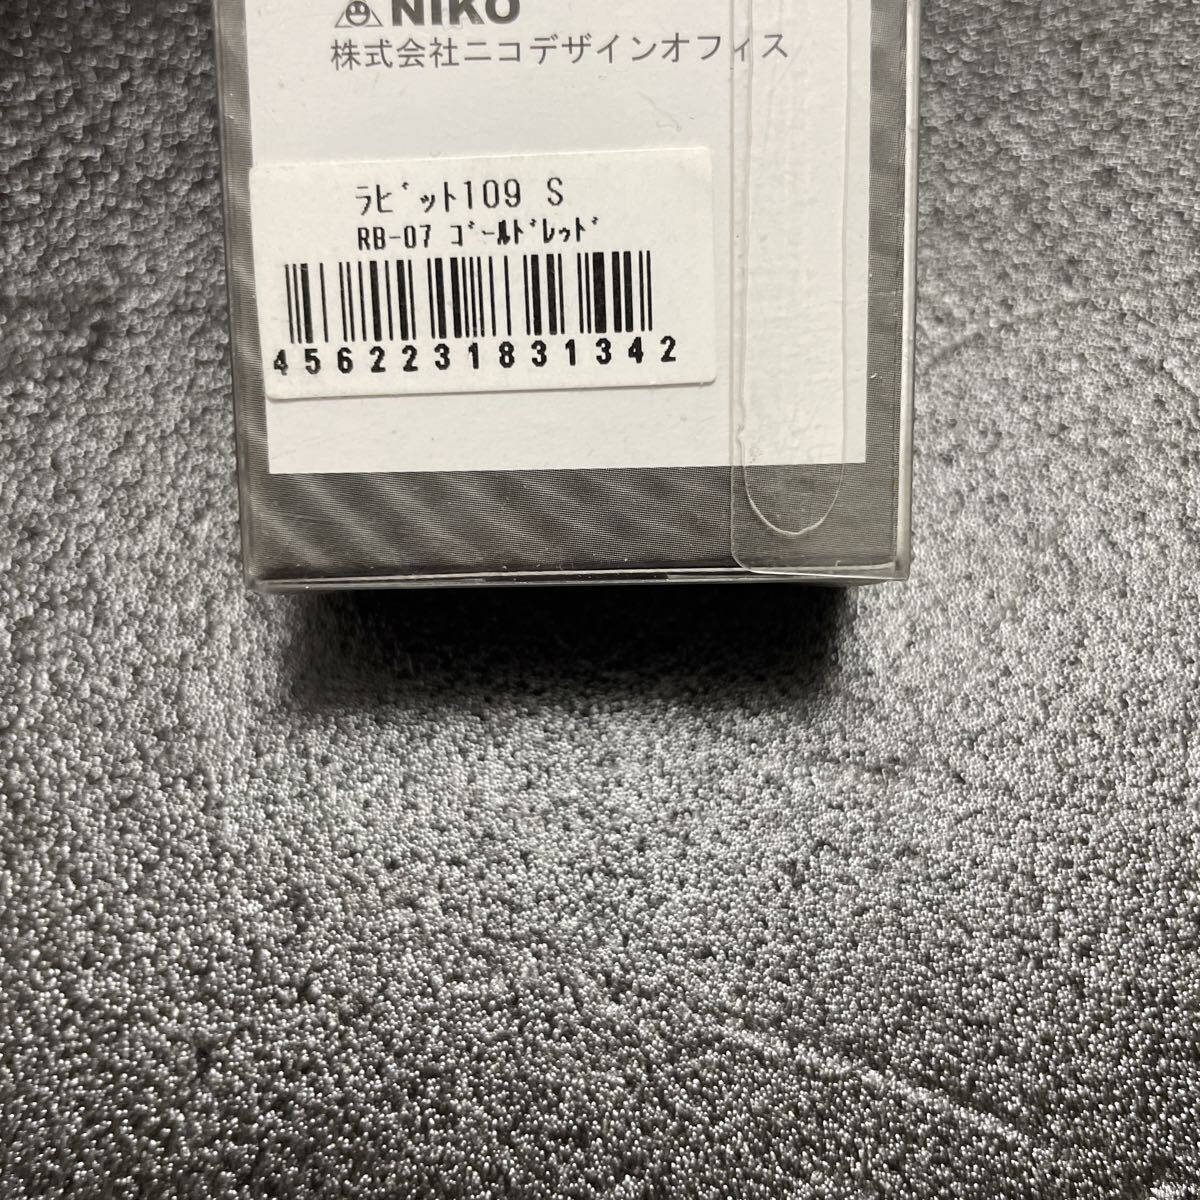 NIKO
株式会社ニコデザインオフィス
ﾗﾋﾞｯﾄ109 S
RB-07 ｺﾞｰﾙﾄﾞﾚｯﾄﾞ
4562231831342